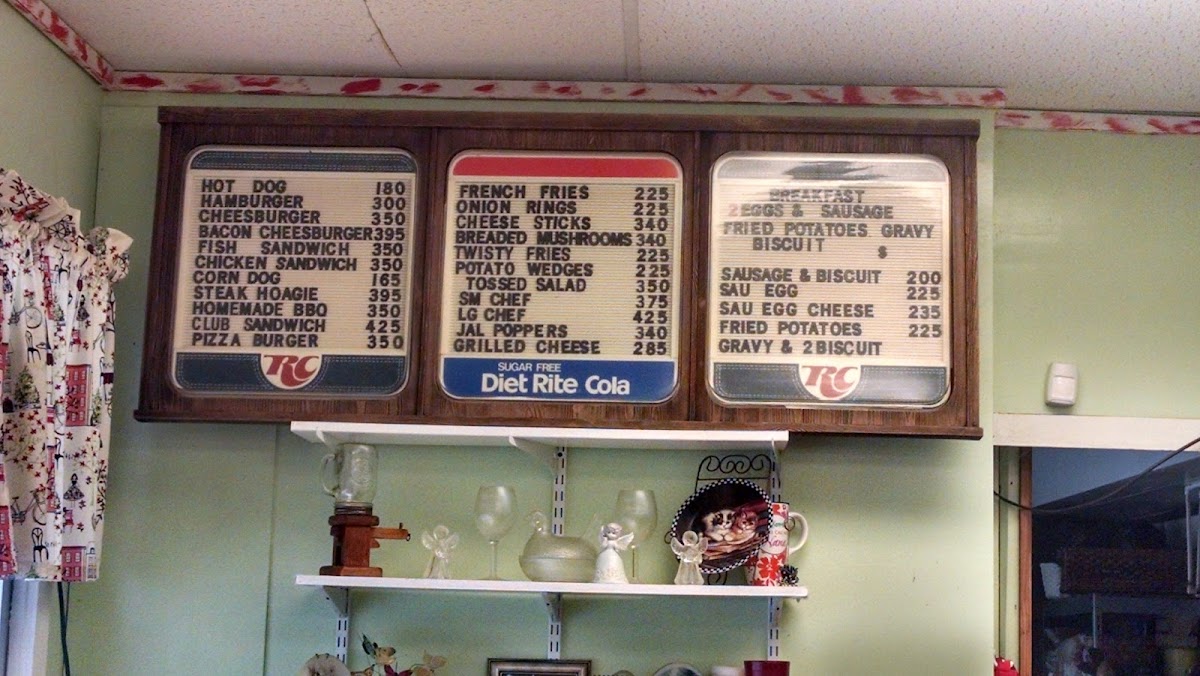 HOT DOG 180
HAMBURGER 300
CHEESBURGER 350
BACON CHEESBURGER 395
FISH SANDWICH 350
CHICKEN SANDWICH 350
CORN DOG 165
STEAK HOAGIE 395
HOMEMADE BBQ 350
CLUB SANDWICH 425
PIZZA BURGER 350
RC
FRENCH FRIES 225
ONION RINGS 225
CHEESE STICKS 340
BREADED MUSHROOMS 340
TWISTY FRIES 225
POTATO WEDGES 225
TOSSED SALAD 350
SM CHEF 375
LG CHEF 425
JAL POPPERS 340
GRILLED CHEESE 285
SUGAR FREE
Diet Rite Cola
BREAKFAST
2 EGGS & SAUSAGE
FRIED POTATOES GRAVY
BISCUIT $
SAUSAGE & BISCUIT 200
SAU EGG 225
SAU EGG CHEESE 235
FRIED POTATOES 225
GRAVY & 2 BISCUIT
RC